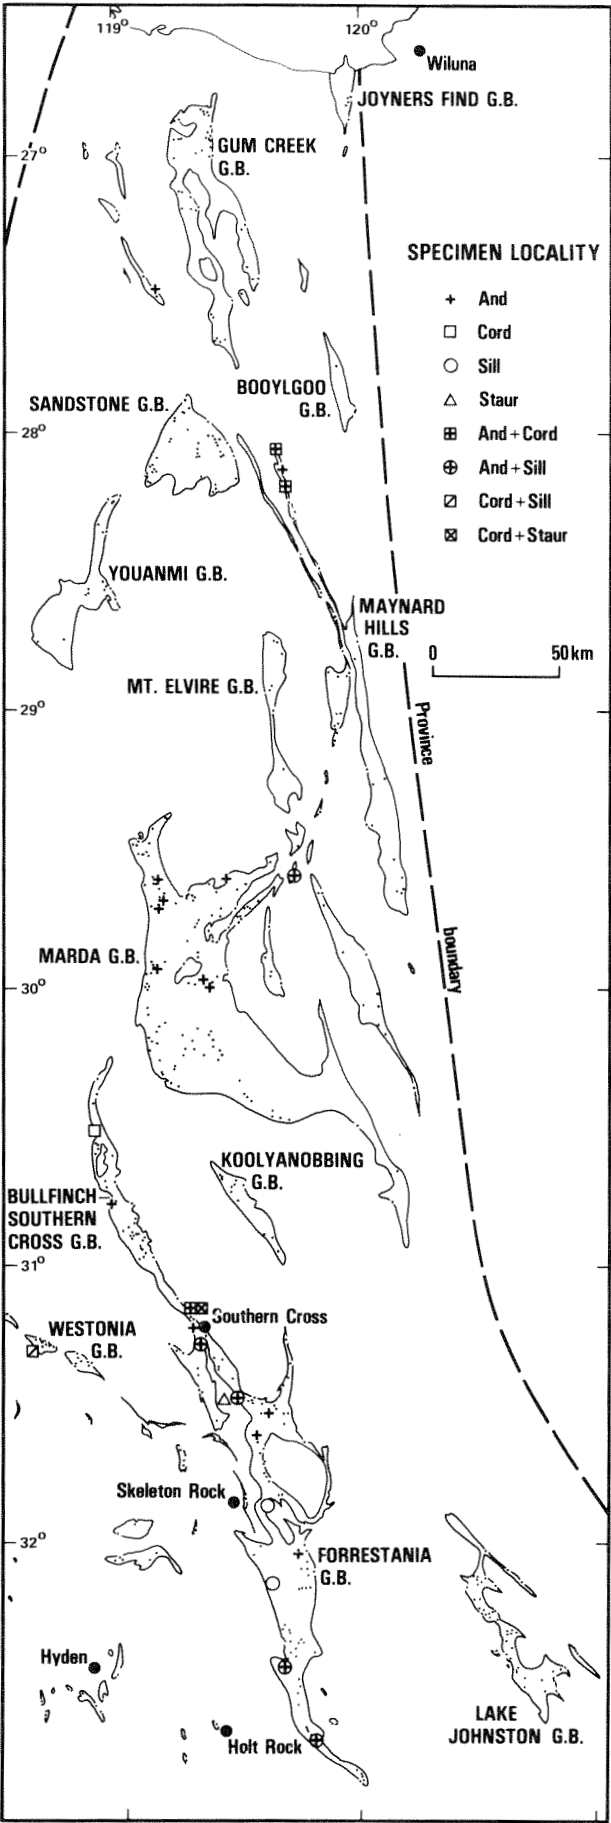 119°
120°
Wiluna
JOYNERS FIND G.B.
GUM CREEK
G.B.
27°
SPECIMEN LOCALITY
And
Cord
Sill
Staur
And+Cord
And+Sill
Cord+Sill
Cord+Staur
BOOYLGOO
G.B.
SANDSTONE G.B.
28°
YOUANMI G.B.
MAYNARD
HILLS
G.B.
0
50km
MT. ELVIRE G.B.
29°
Province
boundary
MARDA G.B.
30°
KOOLYANOBBING
G.B.
BULLFINCH
SOUTHERN
CROSS G.B.
31°
Southern Cross
WESTONIA
G.B.
Skeleton Rock
32°
FORRESTANIA
G.B.
Hyden
LAKE
JOHNSTON G.B.
Holt Rock